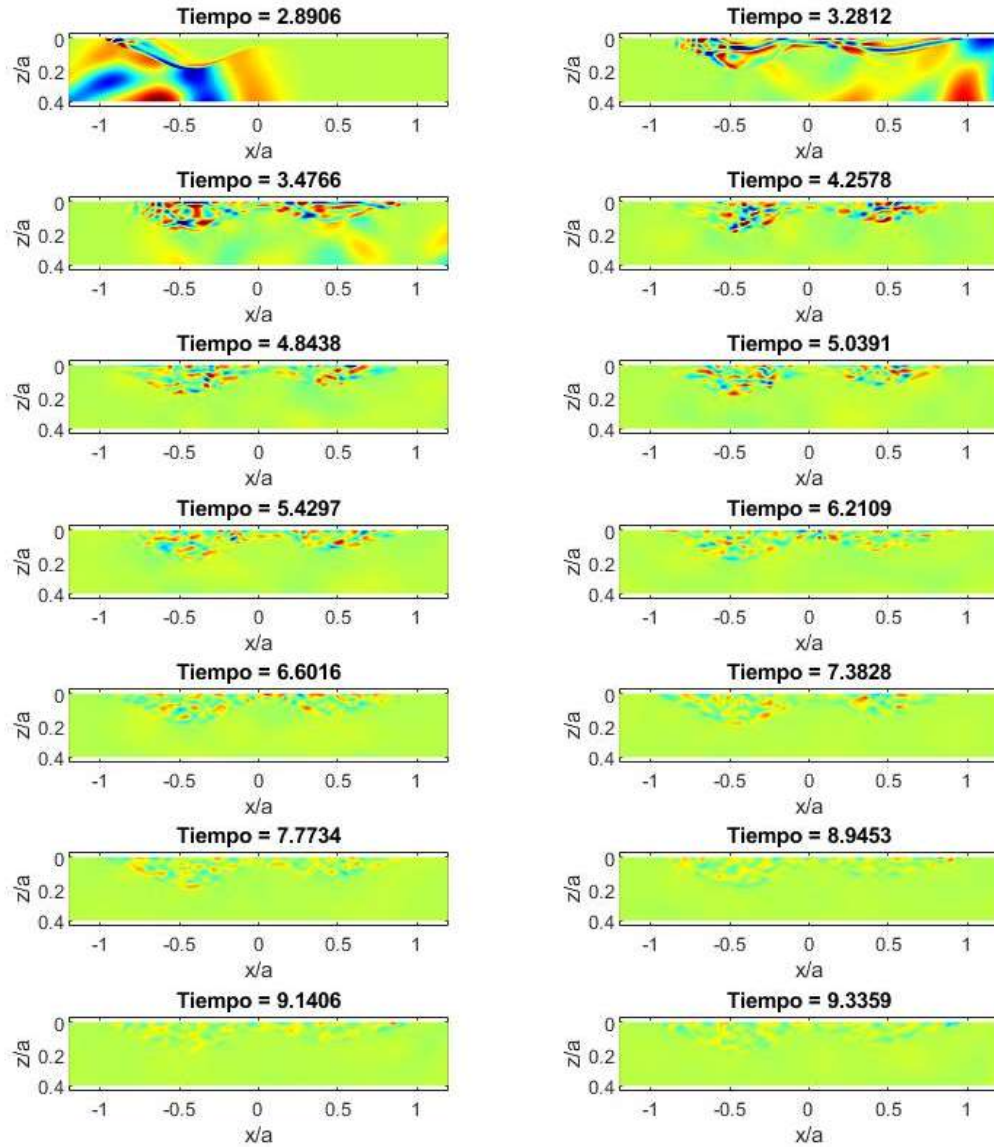 Tiempo = 2.8906
z/a
0
0.2
0.4
-1 -0.5 0 0.5 1
x/a
Tiempo = 3.2812
z/a
0
0.2
0.4
-1 -0.5 0 0.5 1
x/a
Tiempo = 3.4766
z/a
0
0.2
0.4
-1 -0.5 0 0.5 1
x/a
Tiempo = 4.2578
z/a
0
0.2
0.4
-1 -0.5 0 0.5 1
x/a
Tiempo = 4.8438
z/a
0
0.2
0.4
-1 -0.5 0 0.5 1
x/a
Tiempo = 5.0391
z/a
0
0.2
0.4
-1 -0.5 0 0.5 1
x/a
Tiempo = 5.4297
z/a
0
0.2
0.4
-1 -0.5 0 0.5 1
x/a
Tiempo = 6.2109
z/a
0
0.2
0.4
-1 -0.5 0 0.5 1
x/a
Tiempo = 6.6016
z/a
0
0.2
0.4
-1 -0.5 0 0.5 1
x/a
Tiempo = 7.3828
z/a
0
0.2
0.4
-1 -0.5 0 0.5 1
x/a
Tiempo = 7.7734
z/a
0
0.2
0.4
-1 -0.5 0 0.5 1
x/a
Tiempo = 8.9453
z/a
0
0.2
0.4
-1 -0.5 0 0.5 1
x/a
Tiempo = 9.1406
z/a
0
0.2
0.4
-1 -0.5 0 0.5 1
x/a
Tiempo = 9.3359
z/a
0
0.2
0.4
-1 -0.5 0 0.5 1
x/a